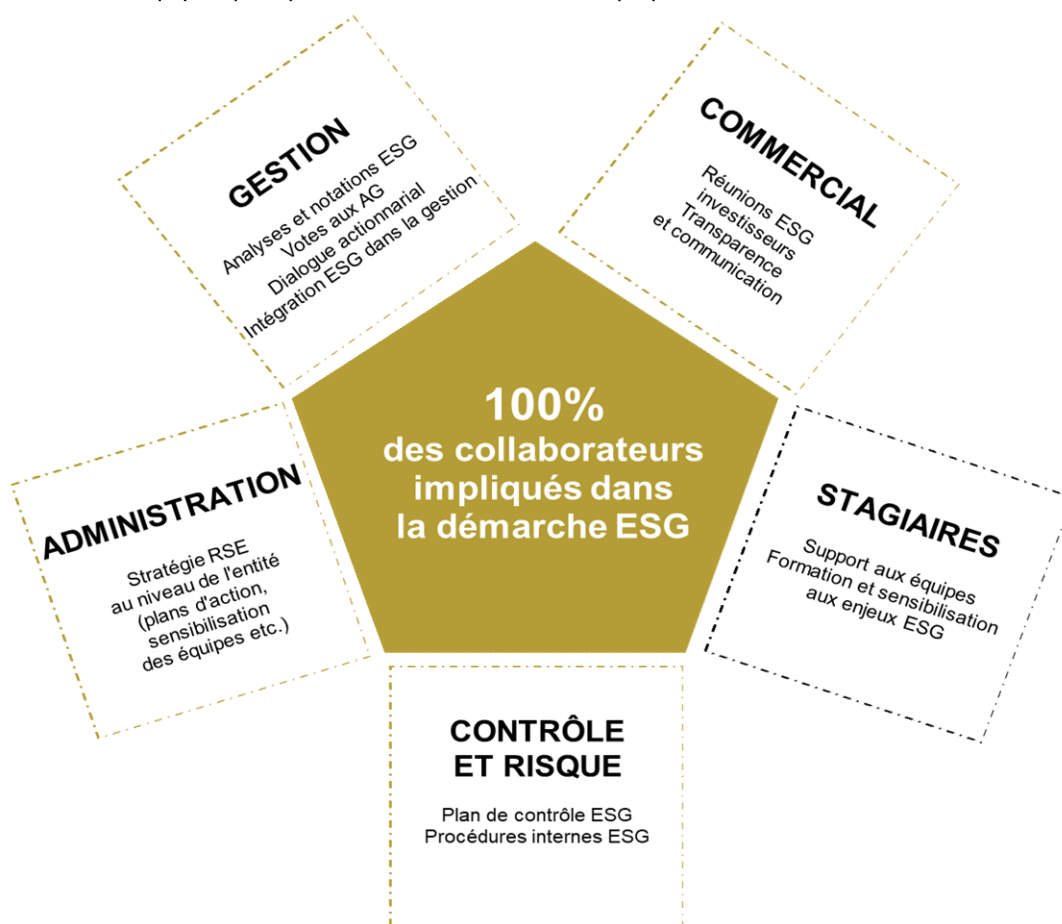 GESTION
Analyses et notations ESG
Votes aux AG
Dialogue actionnarial
Intégration ESG dans la gestion
COMMERCIAL
Réunions ESG
investisseurs
Transparence
et communication
100%
des collaborateurs
impliqués dans
la démarche ESG
ADMINISTRATION
Stratégie RSE
au niveau de l'entité
(plans d'action,
sensibilisation
des équipes etc.)
STAGIAIRES
Support aux équipes
Formation et sensibilisation
aux enjeux ESG
CONTRÔLE
ET RISQUE
Plan de contrôle ESG
Procédures internes ESG